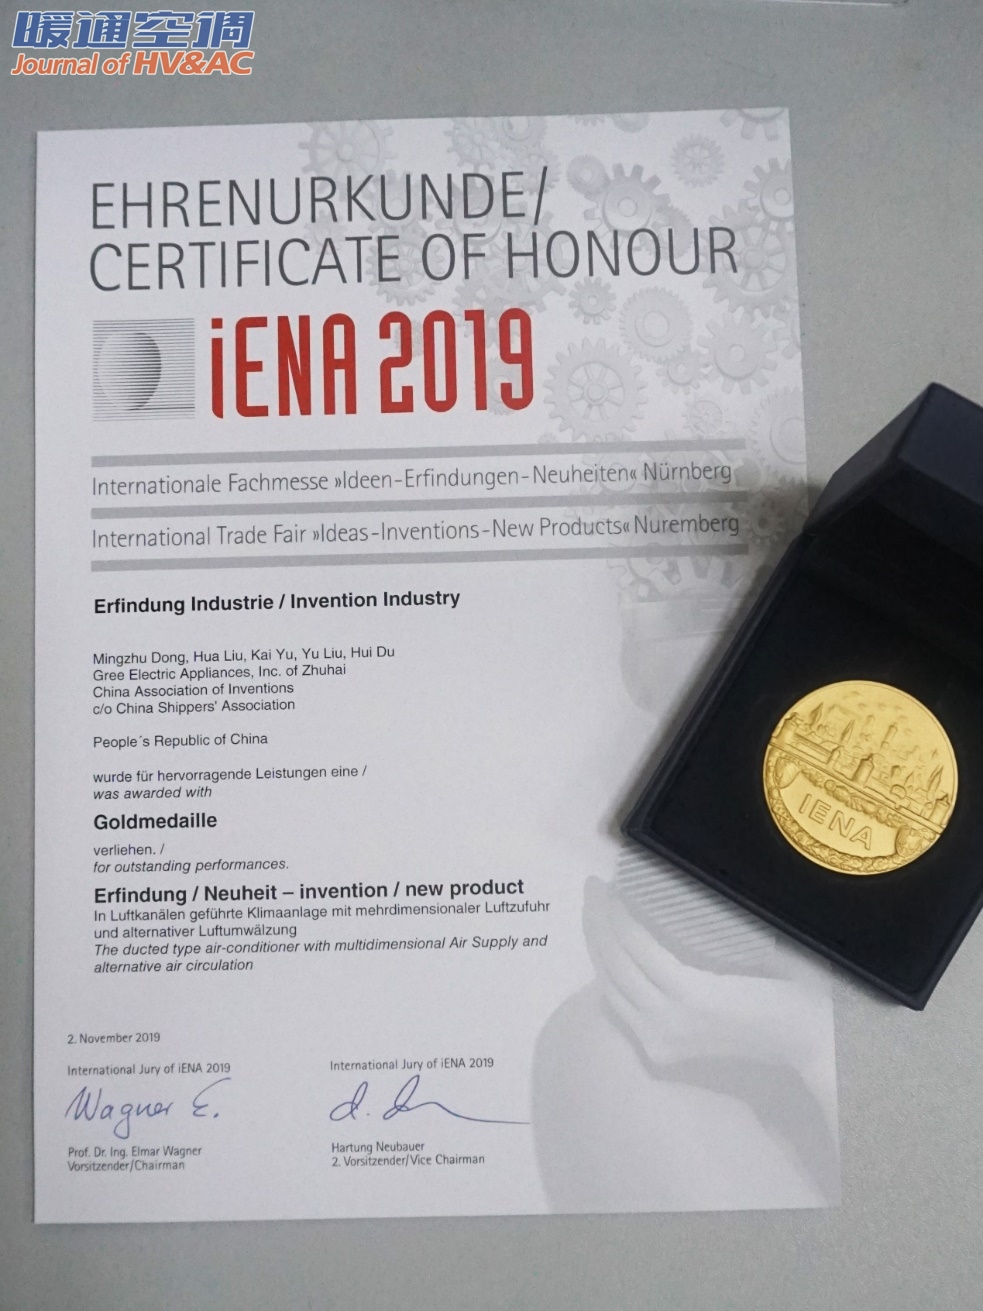 暖通空调
Journal of HV&AC
EHRENURKUNDE/
CERTIFICATE OF HONOUR
iENA 2019
Internationale Fachmesse »Ideen-Erfindungen-Neuheiten« Nürnberg
International Trade Fair »Ideas-Inventions-New Products« Nuremberg
Erfindung Industrie / Invention Industry
Mingzhu Dong, Hua Liu, Kai Yu, Yu Liu, Hui Du
Gree Electric Appliances, Inc. of Zhuhai
China Association of Inventions
c/o China Shippers' Association
People´s Republic of China
wurde für hervorragende Leistungen eine /
was awarded with
Goldmedaille
verliehen. /
for outstanding performances.
Erfindung / Neuheit – invention / new product
In Luftkanälen geführte Klimaanlage mit mehrdimensionaler Luftzufuhr
und alternativer Luftumwälzung
The ducted type air-conditioner with multidimensional Air Supply and
alternative air circulation
2. November 2019
International Jury of iENA 2019
Wagner E.
Prof. Dr. Ing. Elmar Wagner
Vorsitzender/Chairman
International Jury of iENA 2019
Hartung Neubauer
2. Vorsitzender/Vice Chairman
IENA